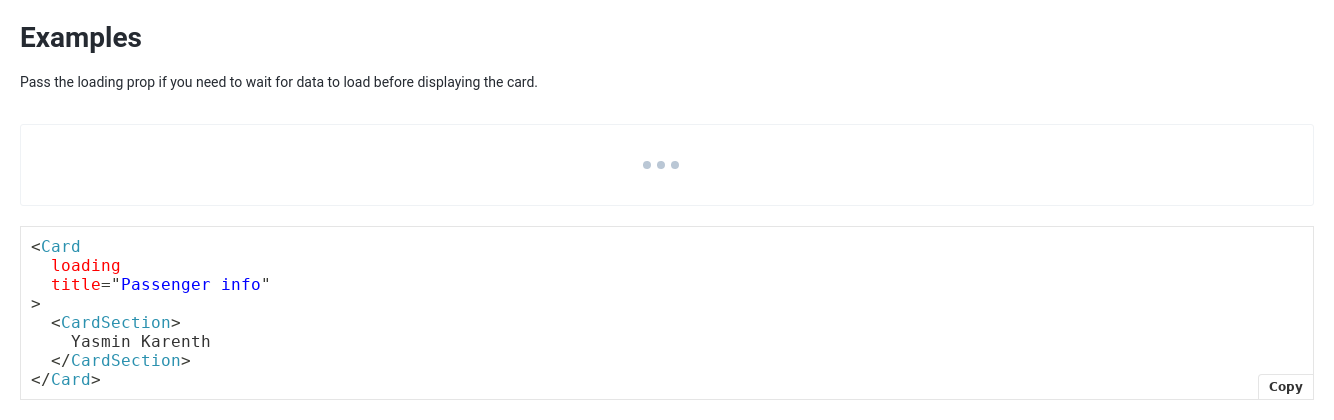 Examples
Pass the loading prop if you need to wait for data to load before displaying the card.
<Card
  loading
  title="Passenger info"
>
  <CardSection>
    Yasmin Karenth
  </CardSection>
</Card>
Copy